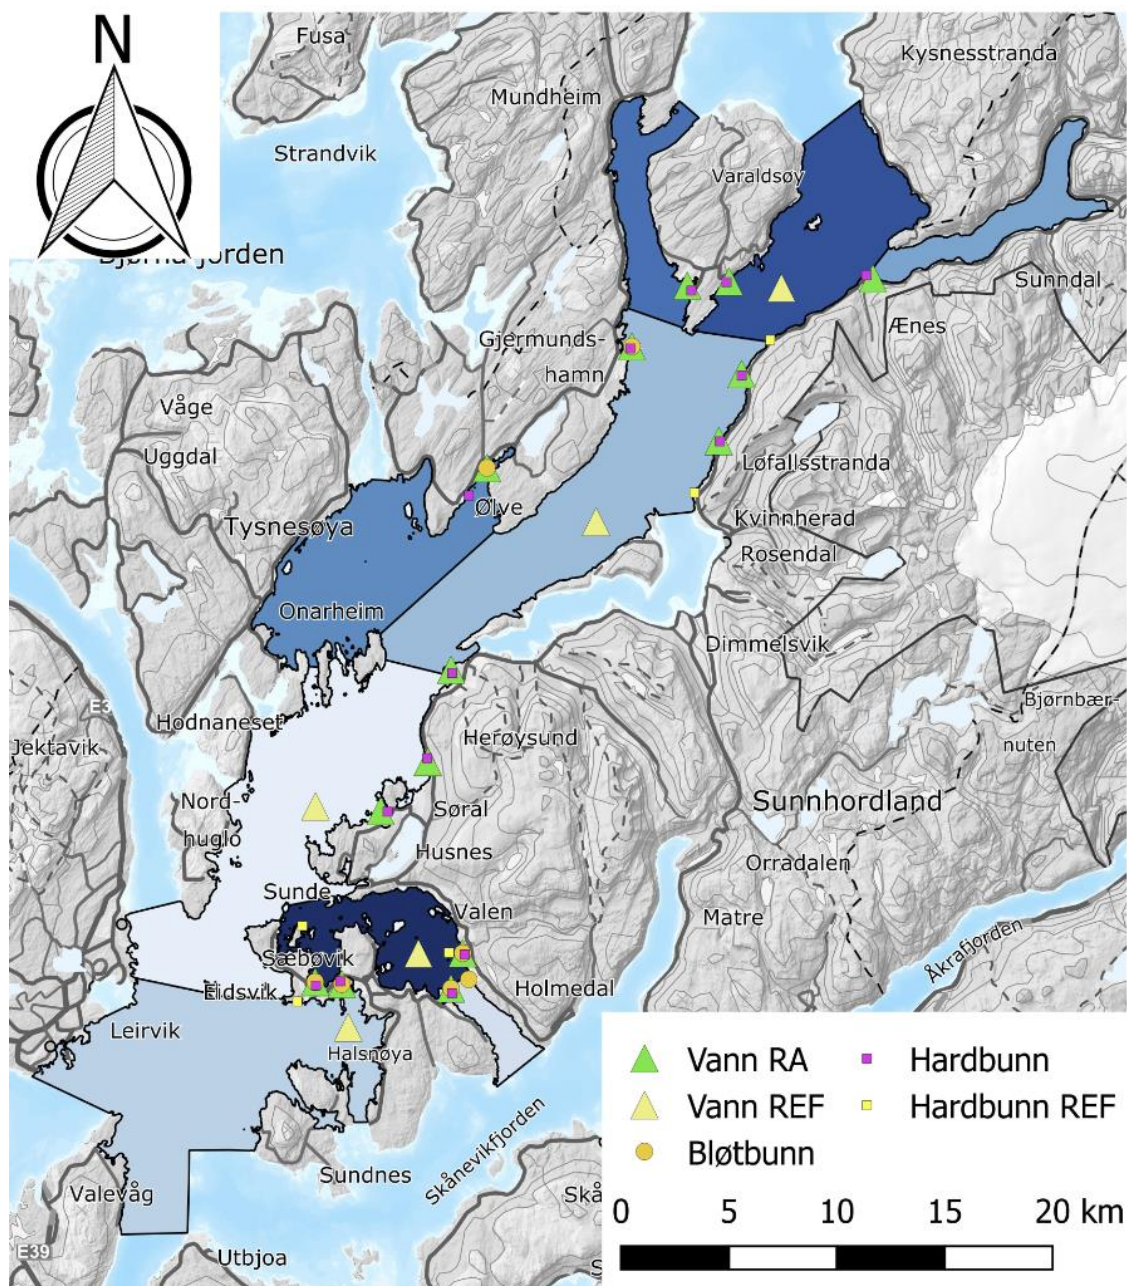 N
Fusa
Kysnesstranda
Mundheim
Strandvik
Varaldsøy
Sunndal
Ænes
Gjermunds-
hamn
Våge
Uggdal
Løfallsstranda
Ølve
Kvinnherad
Tysnesøya
Rosendal
Onarheim
Dimmelsvik
Bjørnbær-
nuten
Hodnaneset
Jektavik
Herøysund
Nord-
huglo
Søral
Sunnhordland
Husnes
Orradalen
Sunde
Valen
Matre
Sæbøvik
Åkrafjorden
Eidsvik
Holmedal
Leirvik
Halsnøya
Skånevikfjorden
Sundnes
Valevåg
Utbjoa
E39
Vann RA
Hardbunn
Vann REF
Hardbunn REF
Bløtbunn
0 5 10 15 20 km